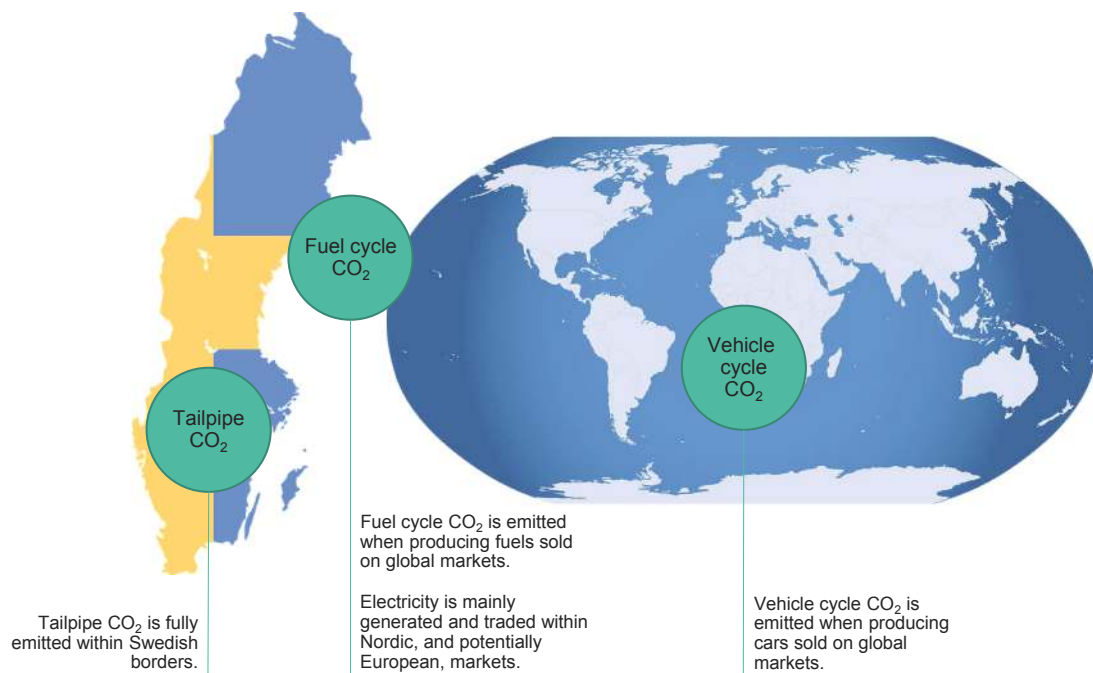 Fuel cycle
CO₂
Vehicle
cycle
CO₂
Tailpipe
CO₂
Fuel cycle CO₂ is emitted
when producing fuels sold
on global markets.
Electricity is mainly
generated and traded within
Nordic, and potentially
European, markets.
Tailpipe CO₂ is fully
emitted within Swedish
borders.
Vehicle cycle CO₂ is
emitted when producing
cars sold on global
markets.